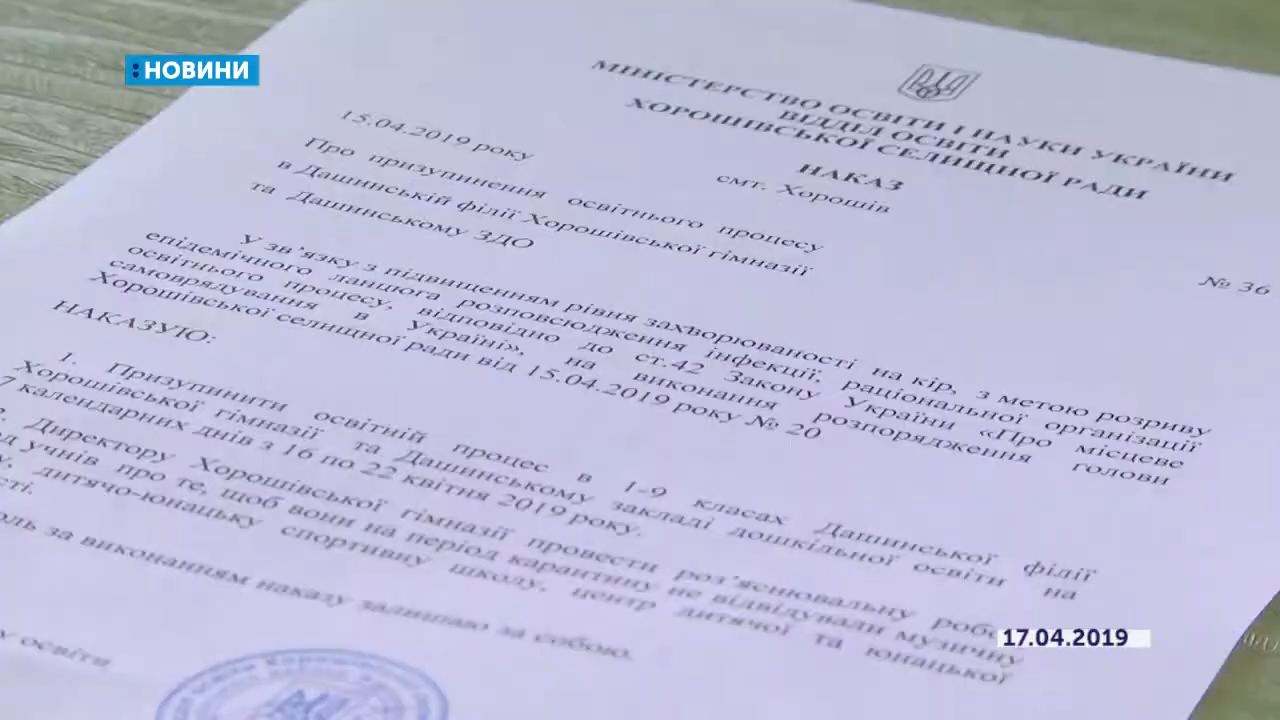 :НОВИНИ
МІНІСТЕРСТВО ОСВІТИ І НАУКИ УКРАЇНИ
ВІДДІЛ ОСВІТИ
ХОРОШІВСЬКОЇ СЕЛИЩНОЇ РАДИ
НАКАЗ
15.04.2019 року
смт. Хорошів
№ 36
Про призупинення освітнього процесу
в Дашинській філії Хорошівської гімназії
та Дашинському ЗДО
У зв’язку з підвищенням рівня захворюваності на кір, з метою розриву
епідемічного ланцюга розповсюдження інфекції, раціональної організації
освітнього процесу, відповідно до ст.42 Закону України «Про місцеве
самоврядування в Україні», на виконання розпорядження голови
Хорошівської селищної ради від 15.04.2019 року № 20
НАКАЗУЮ:
1. Призупинити освітній процес в 1-9 класах Дашинської філії
Хорошівської гімназії та Дашинському закладі дошкільної освіти на
7 календарних днів з 16 по 22 квітня 2019 року.
Директору Хорошівської гімназії провести роз’яснювальну робо
учнів про те, щоб вони на період карантину не відвідували музичну
дитячо-юнацьку спортивну школу, центр дитячої та юнацької
сті.
оль за виконанням наказу залишаю за собою.
у освіти
17.04.2019